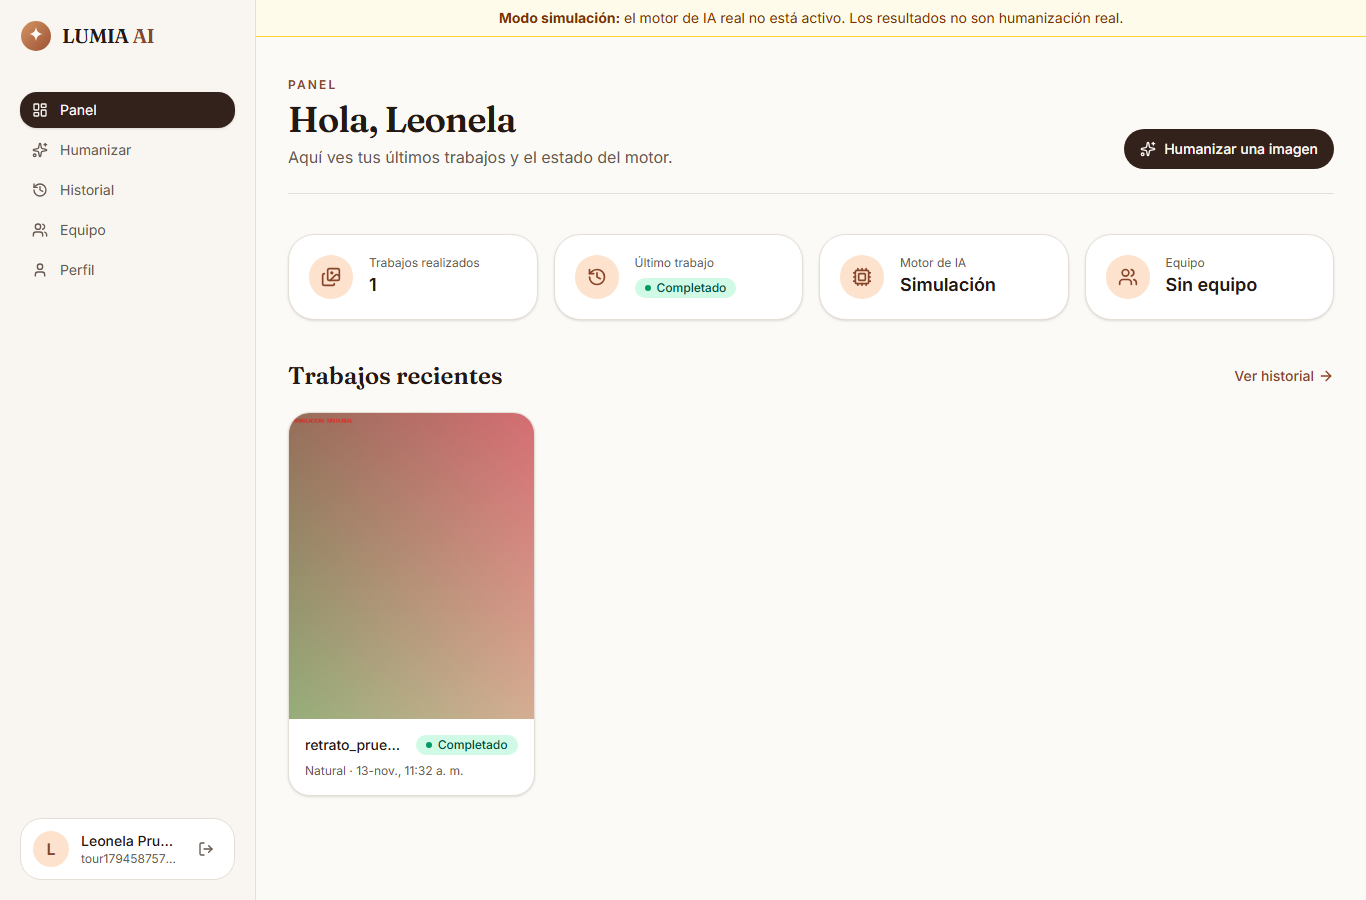 LUMIA AI
Modo simulación: el motor de IA real no está activo. Los resultados no son humanización real.
Panel
Humanizar
Historial
Equipo
Perfil
PANEL
Hola, Leonela
Aquí ves tus últimos trabajos y el estado del motor.
Humanizar una imagen
Trabajos realizados
1
Último trabajo
Completado
Motor de IA
Simulación
Equipo
Sin equipo
Trabajos recientes
Ver historial
retrato_prue...
Completado
Natural · 13-nov., 11:32 a. m.
L
Leonela Pru...
tour179458757...